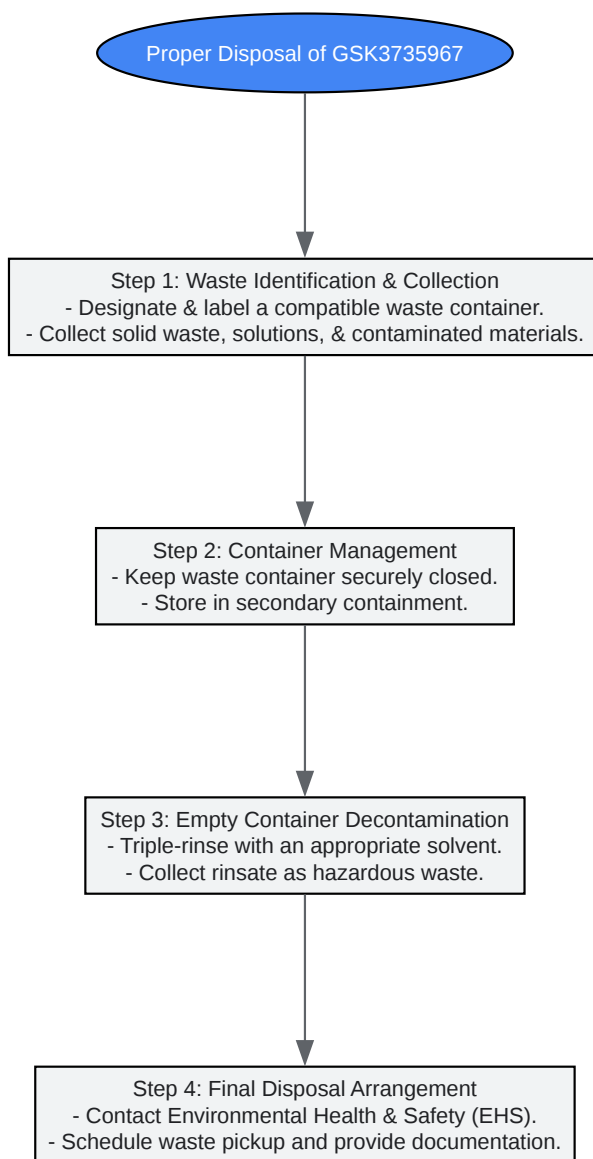 Proper Disposal of GSK3735967
Step 1: Waste Identification & Collection
- Designate & label a compatible waste container.
- Collect solid waste, solutions, & contaminated materials.
Step 2: Container Management
- Keep waste container securely closed.
- Store in secondary containment.
Step 3: Empty Container Decontamination
- Triple-rinse with an appropriate solvent.
- Collect rinsate as hazardous waste.
Step 4: Final Disposal Arrangement
- Contact Environmental Health & Safety (EHS).
- Schedule waste pickup and provide documentation.